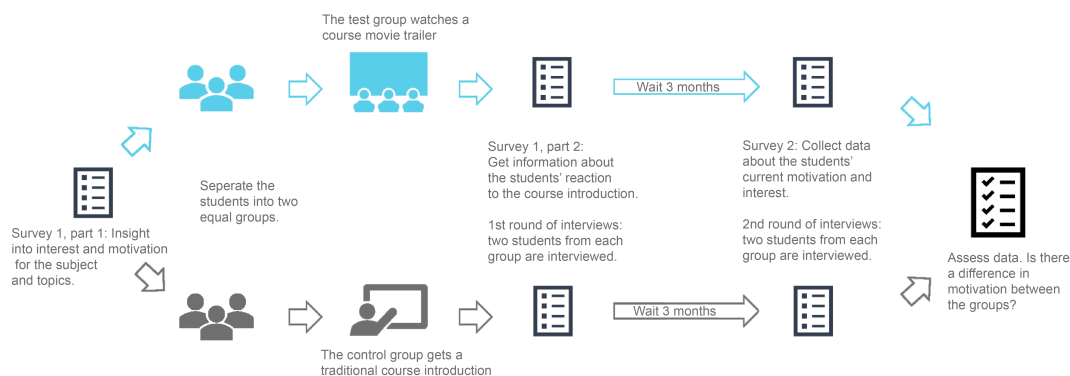 The test group watches a
course movie trailer
Wait 3 months
Survey 1, part 1: Insight
into interest and motivation
for the subject
and topics.
Seperate the
students into two
equal groups.
Survey 1, part 2:
Get information about
the students' reaction
to the course introduction.
1st round of interviews:
two students from each
group are interviewed.
Survey 2: Collect data
about the students'
current motivation and
interest.
2nd round of interviews:
two students from each
group are interviewed.
Assess data. Is there
a difference in
motivation between
the groups?
Wait 3 months
The control group gets a
traditional course introduction